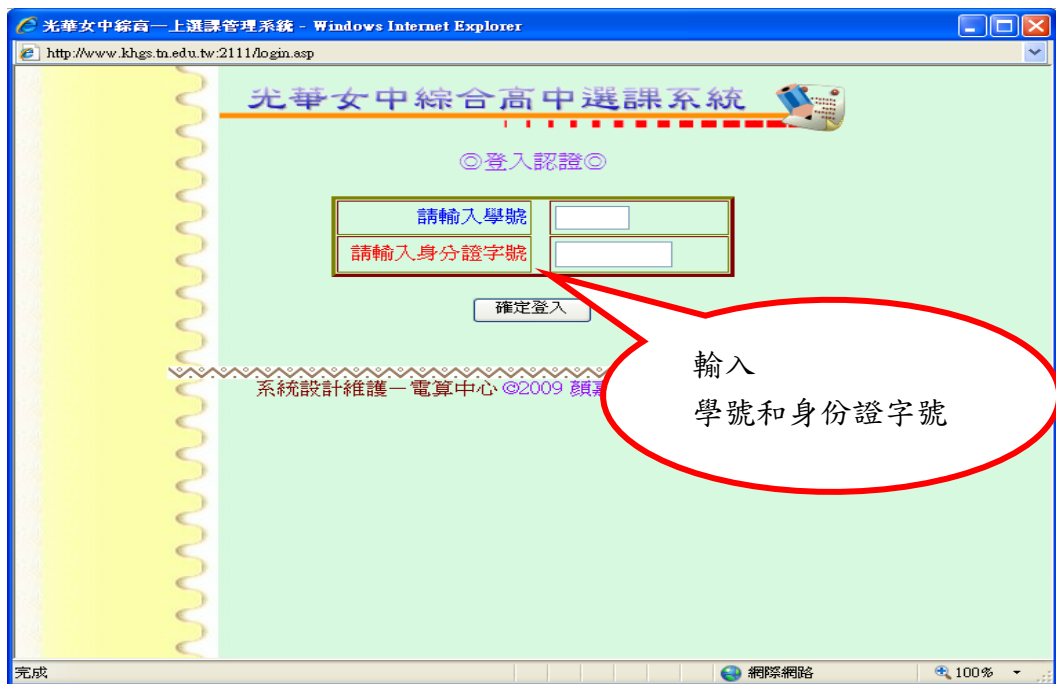 光華女中綜高一上選課管理系統 - Windows Internet Explorer
http://www.khgs.tn.edu.tw:2111/login.asp
光華女中綜合高中選課系統
◎登入認證◎
請輸入學號
請輸入身分證字號
確定登入
輸入
學號和身份證字號
系統設計維護－電算中心 ©2009 顏
完成
網際網路
100%